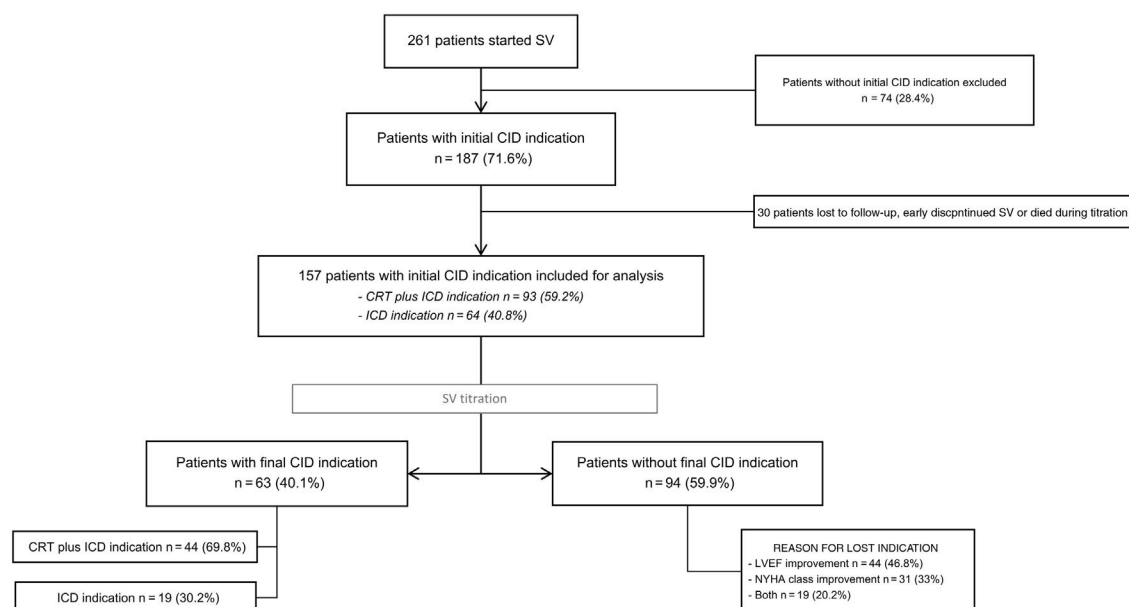 261 patients started SV
Patients without initial CID indication excluded
n = 74 (28.4%)
Patients with initial CID indication
n = 187 (71.6%)
30 patients lost to follow-up, early discpntinued SV or died during titration
157 patients with initial CID indication included for analysis
- CRT plus ICD indication n = 93 (59.2%)
- ICD indication n = 64 (40.8%)
SV titration
Patients with final CID indication
n = 63 (40.1%)
Patients without final CID indication
n = 94 (59.9%)
CRT plus ICD indication n = 44 (69.8%)
ICD indication n = 19 (30.2%)
REASON FOR LOST INDICATION
- LVEF improvement n = 44 (46.8%)
- NYHA class improvement n = 31 (33%)
- Both n = 19 (20.2%)